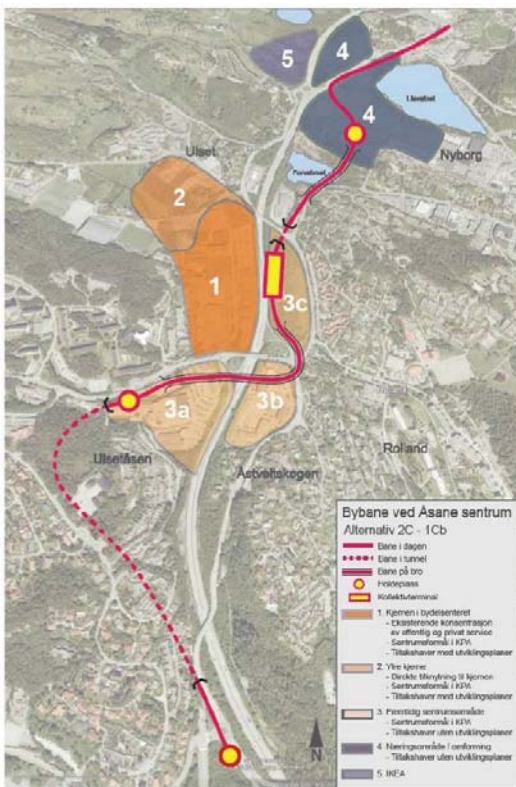 5
4
4
Ulset
Nyborg
2
1
3c
3a
3b
Ulsetåsen
Åstveitskogen
Rolland
Bybane ved Åsane sentrum
Alternativ 2C - 1Cb
Bane i dagen
Bane i tunnel
Bane på bro
Holdeplass
Kollektivterminal
1. Kjernen i bydelsenteret
- Eksisterende konsentrasjon
av offentlig og privat service
- Sentrumsformål i KPA
- Tiltakshaver med utviklingsplaner
2. Ytre kjerne
- Direkte tilknytning til kjernen
- Sentrumsformål i KPA
- Tiltakshaver med utviklingsplaner
3. Fremtidig sentrumsområde
- Sentrumsformål i KPA
- Tiltakshaver uten utviklingsplaner
4. Næringsområde / omforming
- Tiltakshaver uten utviklingsplaner
5. IKEA
N